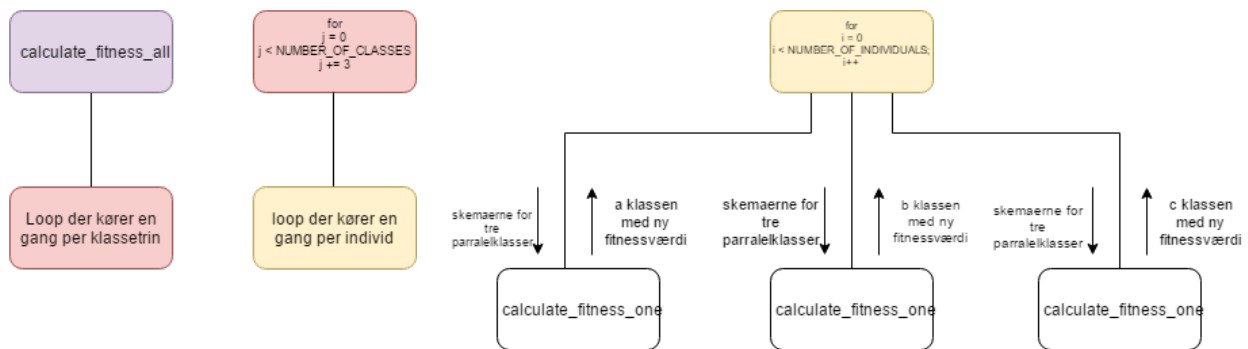 calculate_fitness_all
for
j = 0
j < NUMBER_OF_CLASSES
j += 3
for
i = 0
i < NUMBER_OF_INDIVIDUALS;
i++
Loop der kører en
gang per klassetrin
loop der kører en
gang per individ
skemaerne for
tre
parralelklasser
a klassen
med ny
fitnessværdi
skemaerne for
tre
parralelklasser
b klassen
med ny
fitnessværdi
skemaerne for
tre
parralelklasser
c klassen
med ny
fitnessværdi
calculate_fitness_one
calculate_fitness_one
calculate_fitness_one